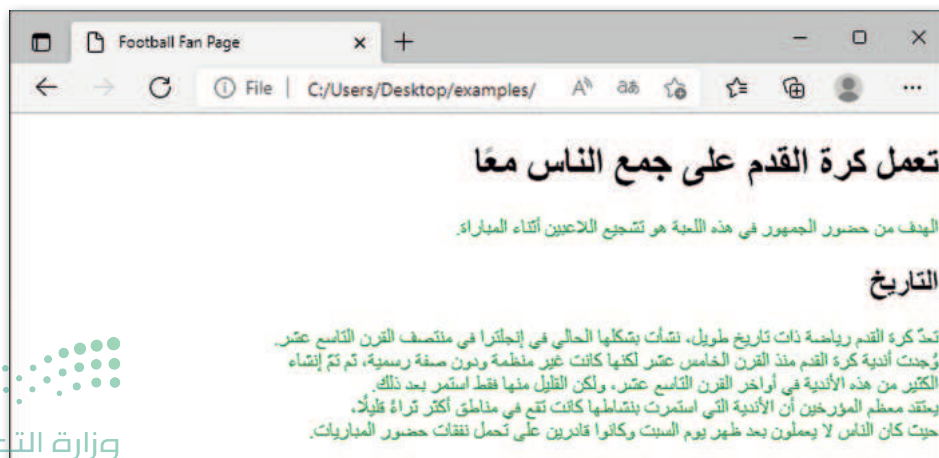 Football Fan Page
File | C:/Users/Desktop/examples/
تعمل كرة القدم على جمع الناس معًا
الهدف من حضور الجمهور في هذه اللعبة هو تشجيع اللاعبين أثناء المباراة.
التاريخ
تعدّ كرة القدم رياضة ذات تاريخ طويل، نشأت بشكلها الحالي في إنجلترا في منتصف القرن التاسع عشر.
وُجدت أندية كرة القدم منذ القرن الخامس عشر لكنها كانت غير منظمة ودون صفة رسمية، ثم تمّ إنشاء
الكثير من هذه الأندية في أواخر القرن التاسع عشر، ولكن القليل منها فقط استمر بعد ذلك.
يعتقد معظم المؤرخين أن الأندية التي استمرت بنشاطها كانت تقع في مناطق أكثر ثراءً قليلًا،
حيث كان الناس لا يعملون بعد ظهر يوم السبت وكانوا قادرين على تحمل نفقات حضور المباريات.
وزارة